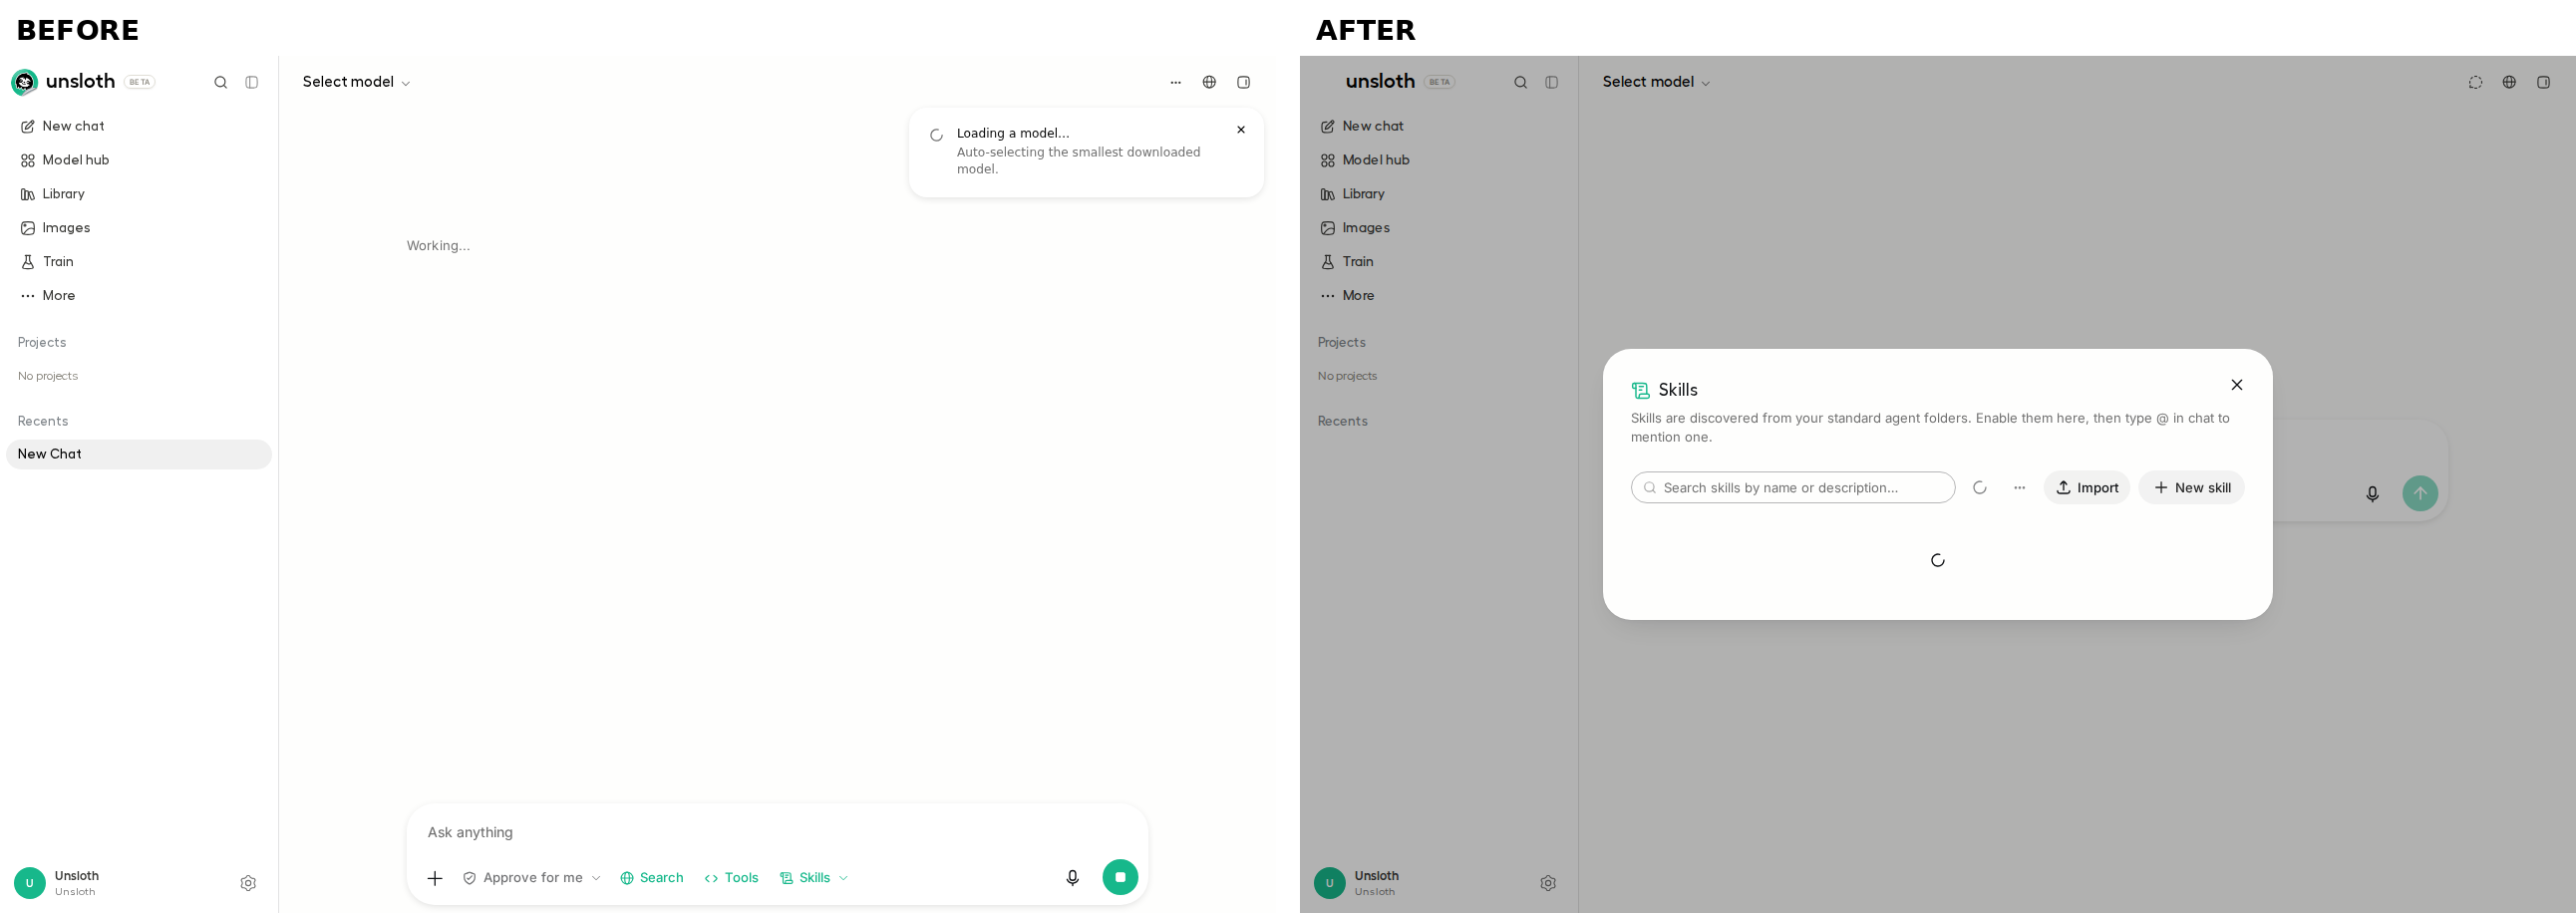 BEFORE
unsloth BETA
Select model
New chat
Model hub
Library
Images
Train
More
Projects
No projects
Recents
New Chat
Loading a model...
Auto-selecting the smallest downloaded
model.
Working...
Ask anything
Approve for me
Search
Tools
Skills
U
Unsloth
Unsloth
AFTER
unsloth BETA
Select model
New chat
Model hub
Library
Images
Train
More
Projects
No projects
Recents
Skills
Skills are discovered from your standard agent folders. Enable them here, then type @ in chat to
mention one.
Search skills by name or description...
Import
New skill
U
Unsloth
Unsloth